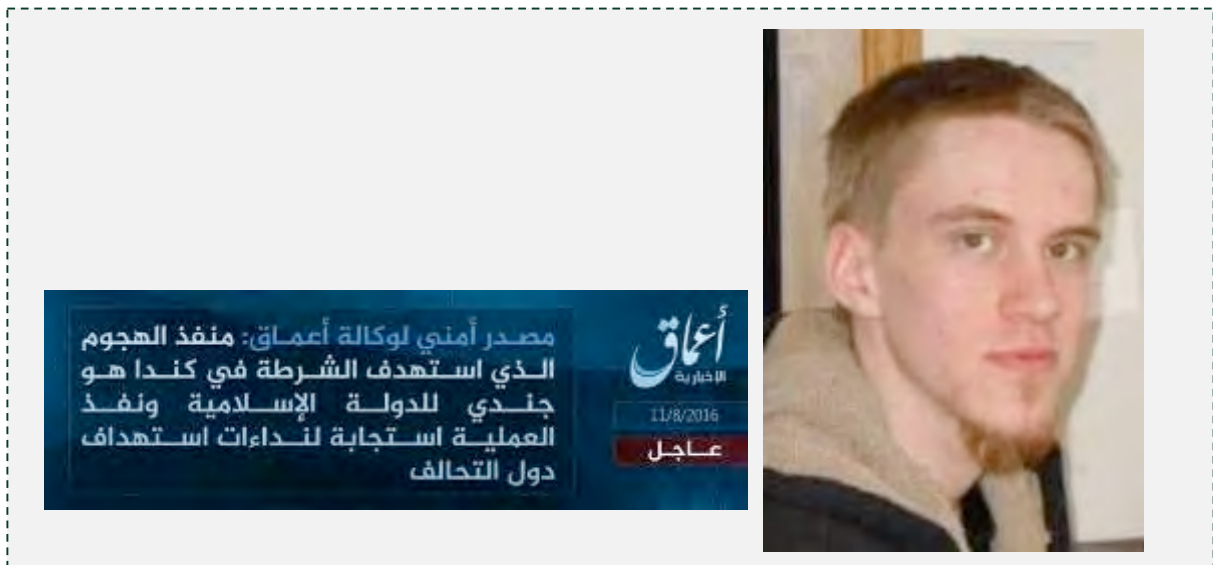 مصدر أمني لوكالة أعماق: منفذ الهجوم
الذي استهدف الشرطة في كندا هو
جندي للدولة الإسلامية ونفذ
العملية استجابة لنداءات استهداف
دول التحالف
أعماق
الإخبارية
11/8/2016
عاجل